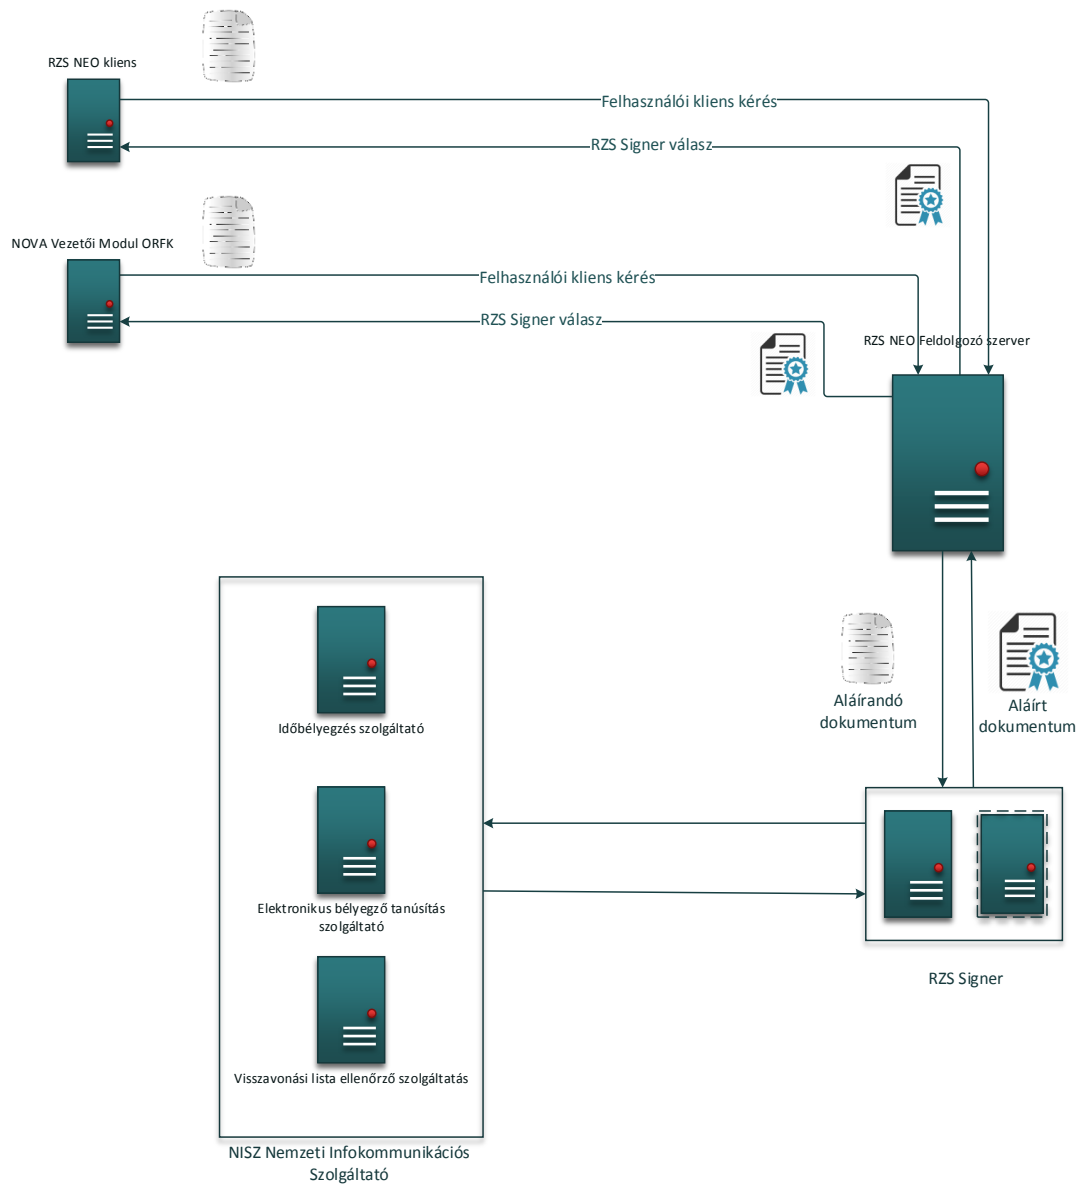 RZS NEO kliens
Felhasználói kliens kérés
RZS Signer válasz
NOVA Vezetői Modul ORFK
Felhasználói kliens kérés
RZS Signer válasz
RZS NEO Feldolgozó szerver
Aláírandó
dokumentum
Aláírt
dokumentum
Időbélyegzés szolgáltató
Elektronikus bélyegző tanúsítás
szolgáltató
RZS Signer
Visszavonási lista ellenőrző szolgáltatás
NISZ Nemzeti Infokommunikációs
Szolgáltató